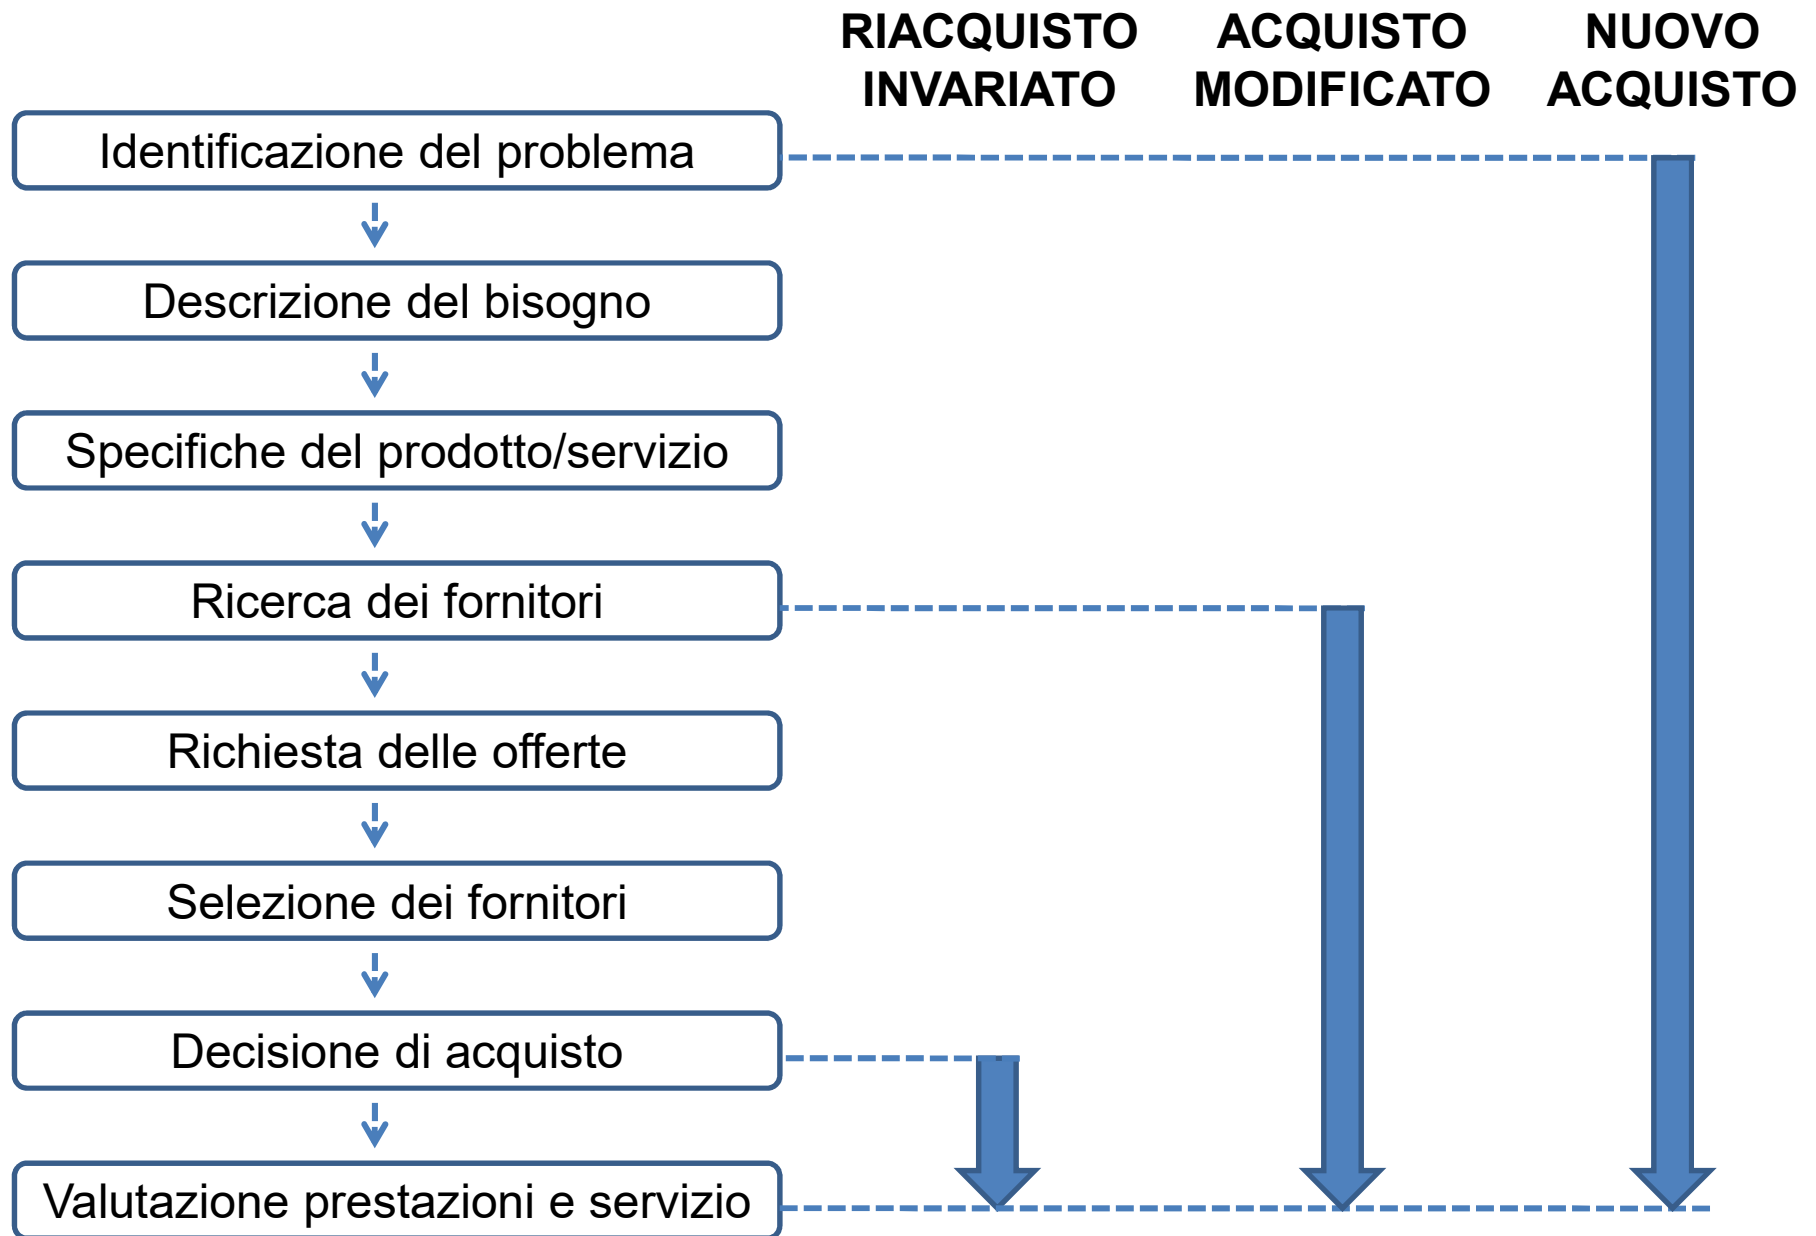 RIACQUISTO
INVARIATO
ACQUISTO
MODIFICATO
NUOVO
ACQUISTO
Identificazione del problema
Descrizione del bisogno
Specifiche del prodotto/servizio
Ricerca dei fornitori
Richiesta delle offerte
Selezione dei fornitori
Decisione di acquisto
Valutazione prestazioni e servizio